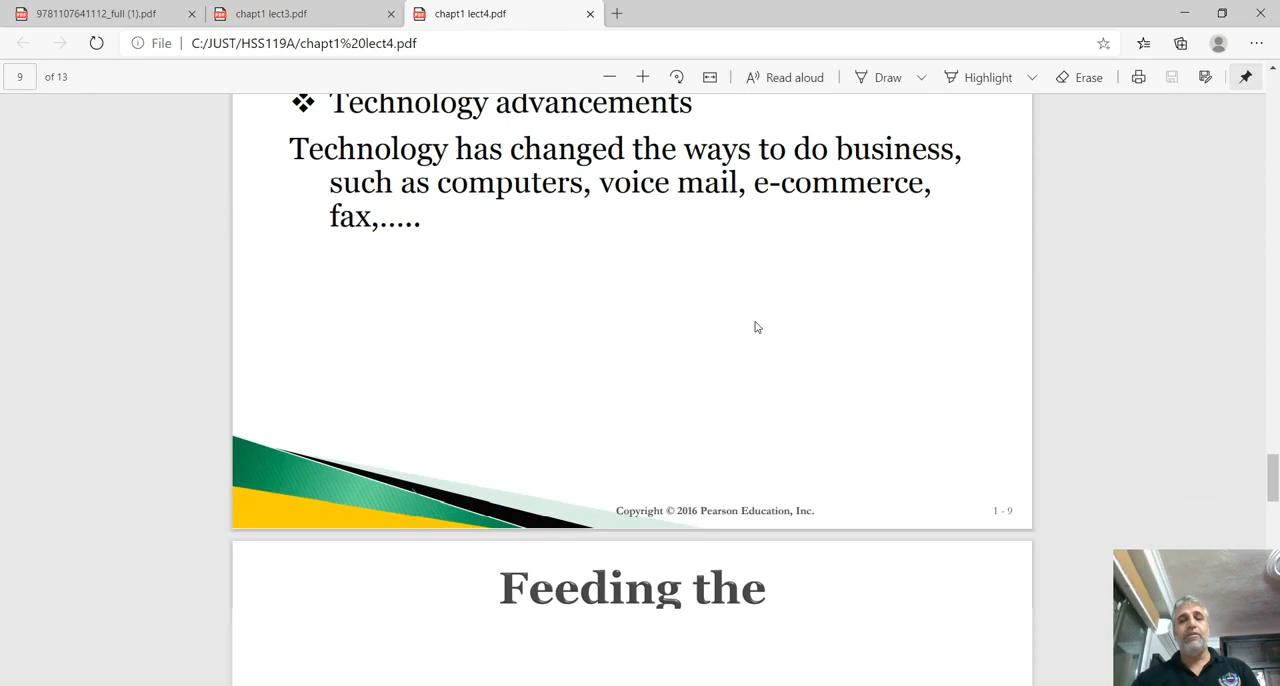 9781107641112_full (1).pdf
chapt1 lect3.pdf
chapt1 lect4.pdf
File
C:/JUST/HSS119A/chapt1%20lect4.pdf
9
of 13
Read aloud
Draw
Highlight
Erase
❖ Technology advancements
Technology has changed the ways to do business,
such as computers, voice mail, e-commerce,
fax,.....
Copyright © 2016 Pearson Education, Inc.
1 - 9
Feeding the